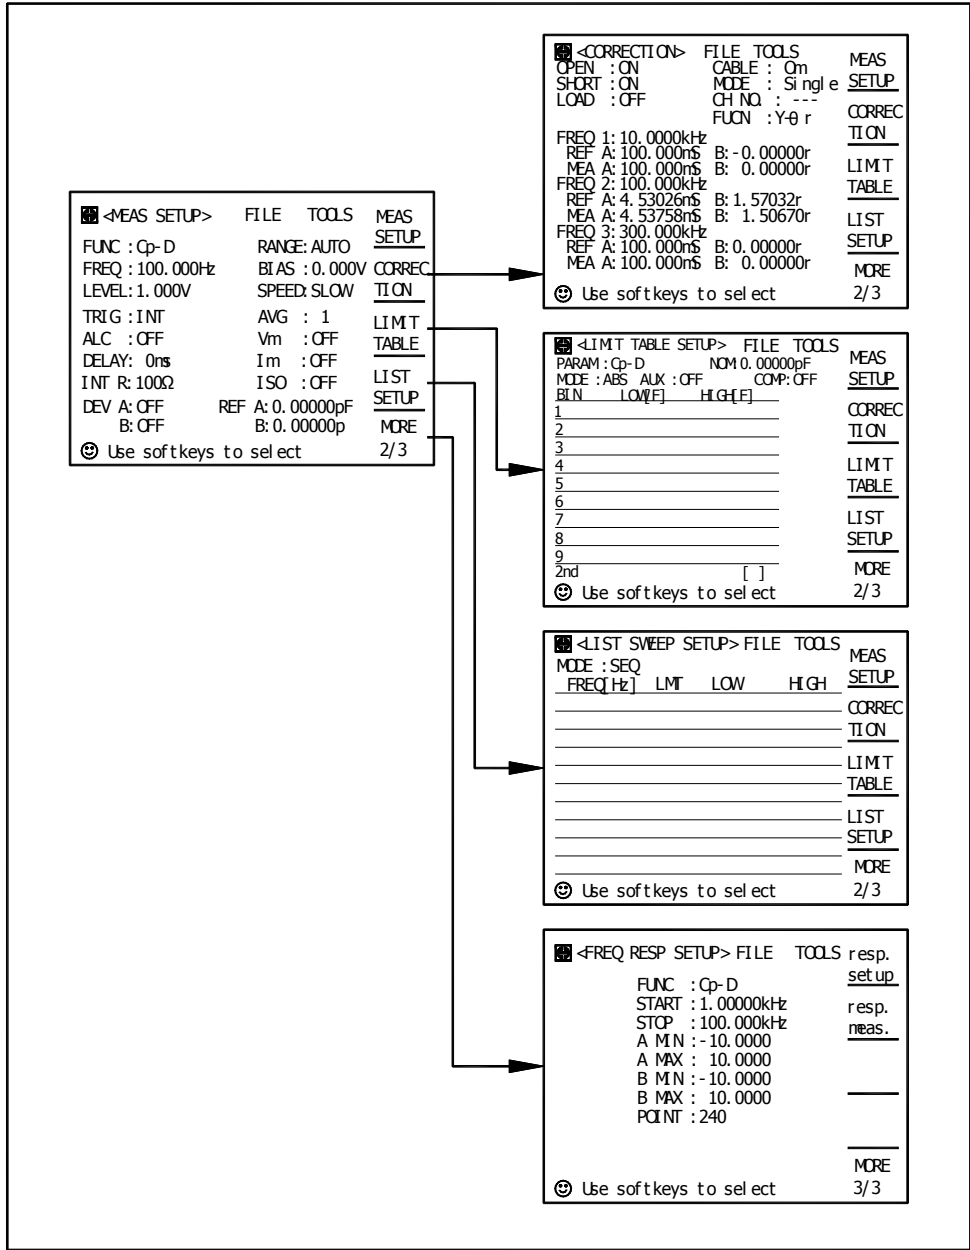 <MEAS SETUP> FILE TOOLS
FUNC : Cp-D RANGE: AUTO
FREQ : 100.000Hz BIAS : 0.000V
LEVEL: 1.000V SPEED: SLOW
TRIG : INT AVG : 1
ALC : OFF Vm : OFF
DELAY: 0ms Im : OFF
INT R: 100Ω ISO : OFF
DEV A: OFF REF A: 0.00000pF
B: OFF B: 0.00000p
Use softkeys to select
MEAS
SETUP
CORREC
TION
LIMIT
TABLE
LIST
SETUP
MORE
2/3
<CORRECTION> FILE TOOLS
OPEN : ON CABLE : 0m
SHORT : ON MODE : Single
LOAD : OFF CH NO. : ---
FUCN : Y-θ r
FREQ 1: 10.0000kHz
REF A: 100.000mS B: -0.00000r
MEA A: 100.000mS B: 0.00000r
FREQ 2: 100.000kHz
REF A: 4.53026mS B: 1.57032r
MEA A: 4.53758mS B: 1.50670r
FREQ 3: 300.000kHz
REF A: 100.000mS B: 0.00000r
MEA A: 100.000mS B: 0.00000r
Use softkeys to select
MEAS
SETUP
CORREC
TION
LIMIT
TABLE
LIST
SETUP
MORE
2/3
<LIMIT TABLE SETUP> FILE TOOLS
PARAM : Cp-D NOM: 0.00000pF
MODE : ABS AUX : OFF COMP: OFF
BIN LOW[F] HIGH[F]
1
2
3
4
5
6
7
8
9
2nd [ ]
Use softkeys to select
MEAS
SETUP
CORREC
TION
LIMIT
TABLE
LIST
SETUP
MORE
2/3
<LIST SWEEP SETUP> FILE TOOLS
MODE : SEQ
FREQ[Hz] LMT LOW HIGH
Use softkeys to select
MEAS
SETUP
CORREC
TION
LIMIT
TABLE
LIST
SETUP
MORE
2/3
<FREQ RESP SETUP> FILE TOOLS
FUNC : Cp-D
START : 1.00000kHz
STOP : 100.000kHz
A MIN : -10.0000
A MAX : 10.0000
B MIN : -10.0000
B MAX : 10.0000
POINT : 240
Use softkeys to select
resp.
setup
resp.
meas.
MORE
3/3